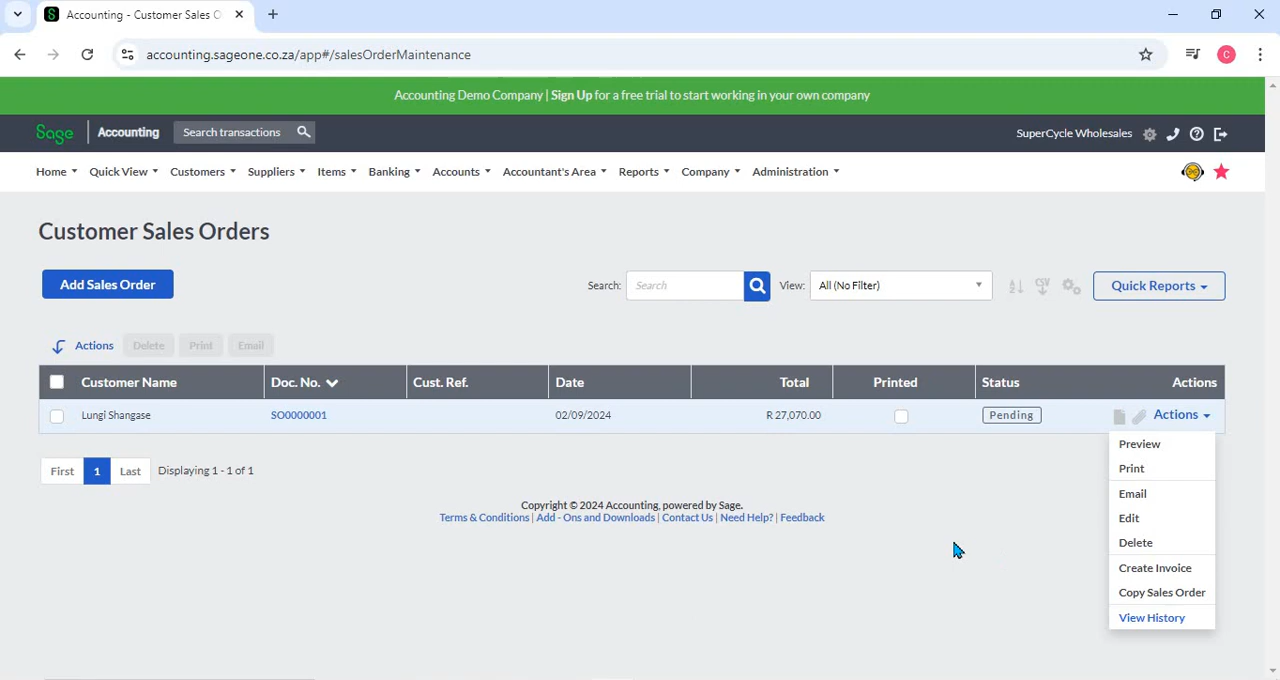 Accounting - Customer Sales O
accounting.sageone.co.za/app#/salesOrderMaintenance
C
Accounting Demo Company | Sign Up for a free trial to start working in your own company
Sage Accounting Search transactions SuperCycle Wholesales
Home Quick View Customers Suppliers Items Banking Accounts Accountant's Area Reports Company Administration
Customer Sales Orders
Add Sales Order Search: Search View: All (No Filter) CSV Quick Reports
Actions Delete Print Email
Customer Name Doc. No. Cust. Ref. Date Total Printed Status Actions
Lungi Shangase SO0000001 02/09/2024 R 27,070.00 Pending Actions
Preview
Print
Email
Edit
Delete
Create Invoice
Copy Sales Order
View History
First 1 Last Displaying 1 - 1 of 1
Copyright © 2024 Accounting, powered by Sage.
Terms & Conditions | Add - Ons and Downloads | Contact Us | Need Help? | Feedback